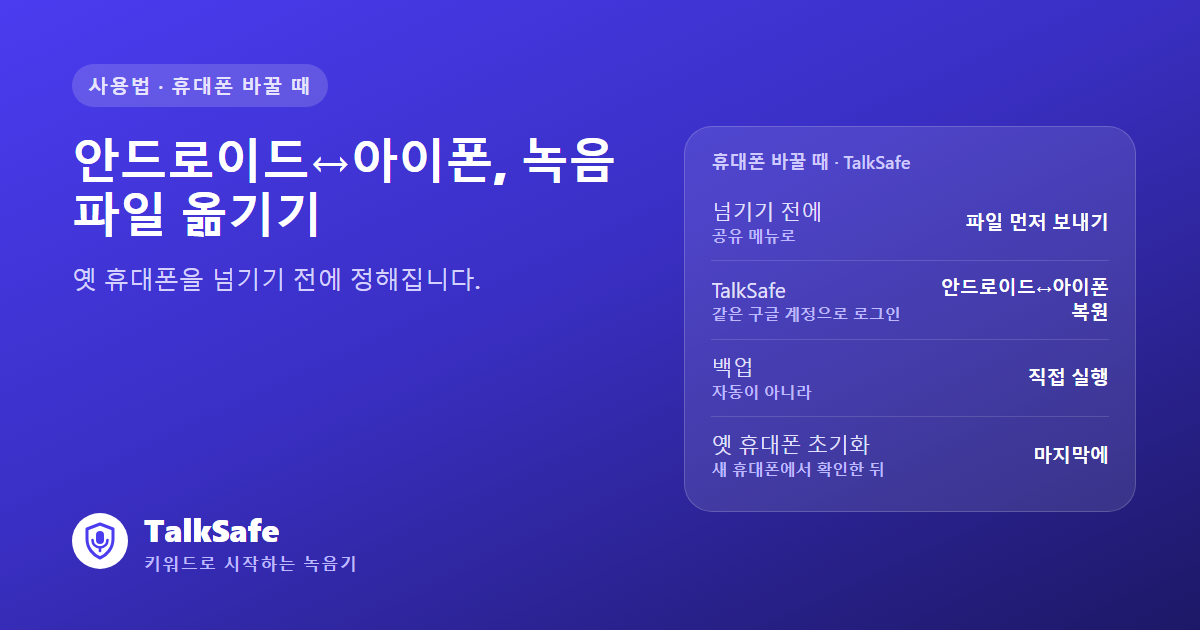 사용법 · 휴대폰 바꿀 때
안드로이드↔아이폰, 녹음
파일 옮기기
옛 휴대폰을 넘기기 전에 정해집니다.
휴대폰 바꿀 때 · TalkSafe
넘기기 전에
공유 메뉴로
파일 먼저 보내기
TalkSafe
같은 구글 계정으로 로그인
안드로이드↔아이폰
복원
백업
자동이 아니라
직접 실행
옛 휴대폰 초기화
새 휴대폰에서 확인한 뒤
마지막에
TalkSafe
키워드로 시작하는 녹음기